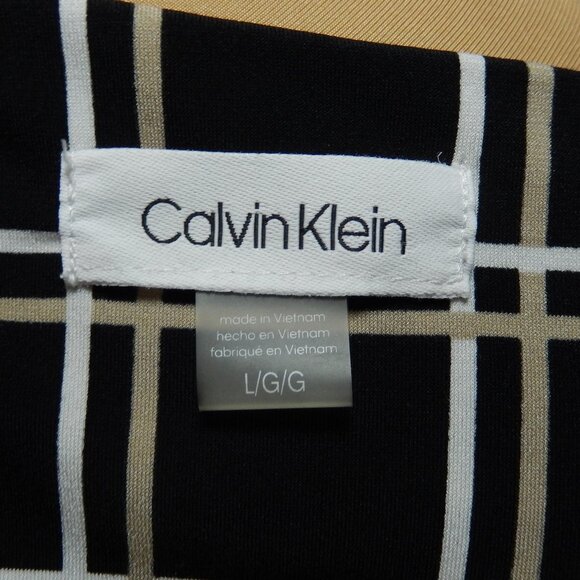 Calvin Klein
made in Vietnam
hecho en Vietnam
fabriqué en Vietnam
L/G/G